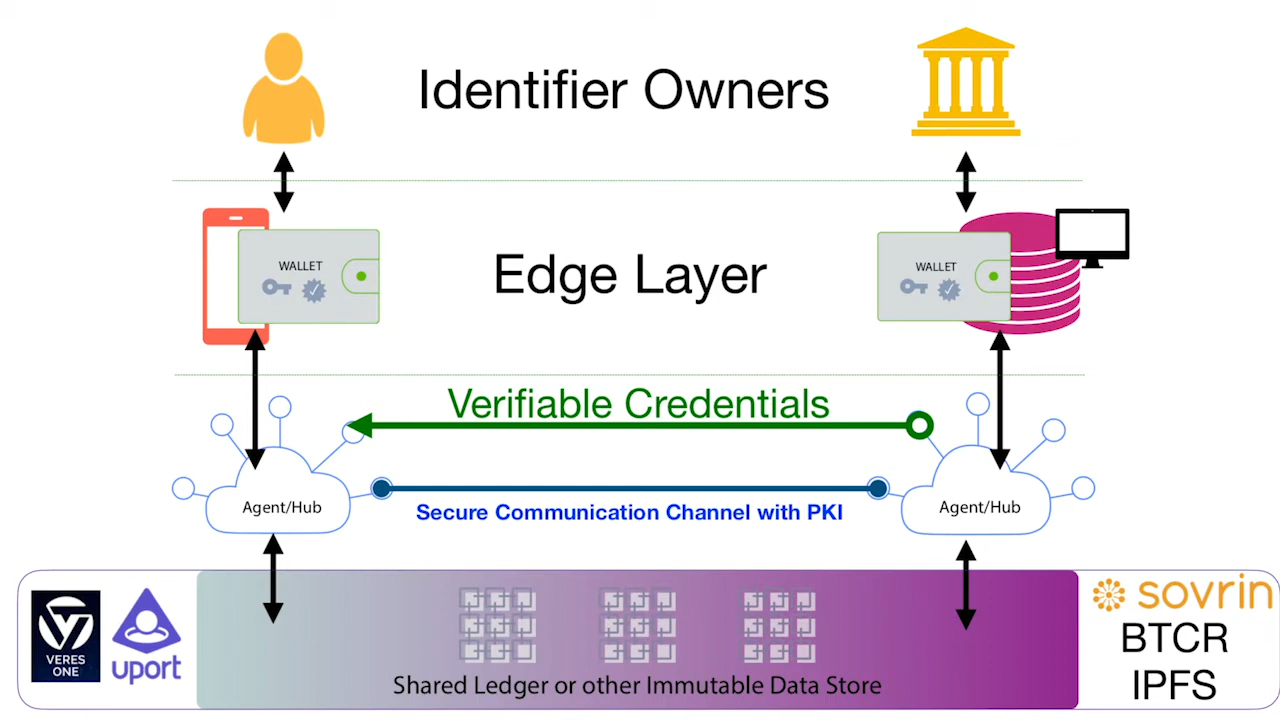 Identifier Owners
WALLET
Edge Layer
WALLET
Verifiable Credentials
Agent/Hub
Secure Communication Channel with PKI
Agent/Hub
VERES
ONE
uport
Shared Ledger or other Immutable Data Store
sovrin
BTCR
IPFS